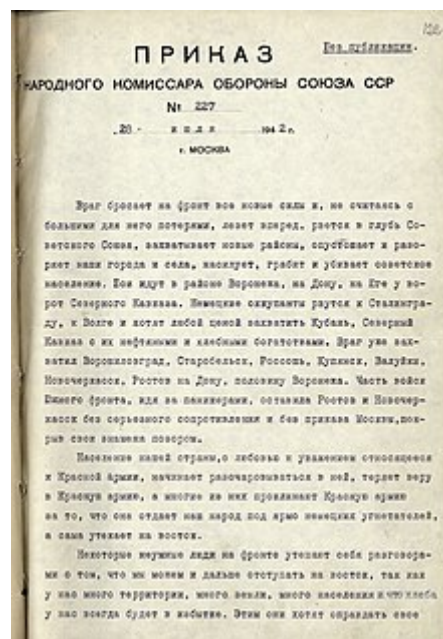 Без публикации.
ПРИКАЗ
НАРОДНОГО КОМИССАРА ОБОРОНЫ СОЮЗА ССР
№ 227
28 июля 1942 г.
г. МОСКВА
Враг бросает на фронт все новые силы и, не считаясь с
большими для него потерями, лезет вперед, рвется в глубь Со-
ветского Союза, захватывает новые районы, опустошает и разо-
ряет наши города и села, насилует, грабит и убивает советское
население. Бои идут в районе Воронежа, на Дону, на юге у во-
рот Северного Кавказа. Немецкие оккупанты рвутся к Сталингра-
ду, к Волге и хотят любой ценой захватить Кубань, Северный
Кавказ с их нефтяными и хлебными богатствами. Враг уже зах-
ватил Ворошиловград, Старобельск, Россошь, Купянск, Валуйки,
Новочеркасск, Ростов на Дону, половину Воронежа. Часть войск
Южного фронта, идя за паникерами, оставила Ростов и Новочер-
касск без серьезного сопротивления и без приказа Москвы, пок-
рыв свои знамена позором.
Население нашей страны, с любовью и уважением относящееся
к Красной Армии, начинает разочаровываться в ней, теряет веру
в Красную армию, а многие из них проклинают Красную армию
за то, что она отдает наш народ под ярмо немецких угнетателей,
а сама утекает на восток.
Некоторые неумные люди на фронте утешают себя разговора-
ми о том, что мы можем и дальше отступать на восток, так как
у нас много территории, много земли, много населения и что хлеба
у нас всегда будет в избытке. Этим они хотят оправдать свое